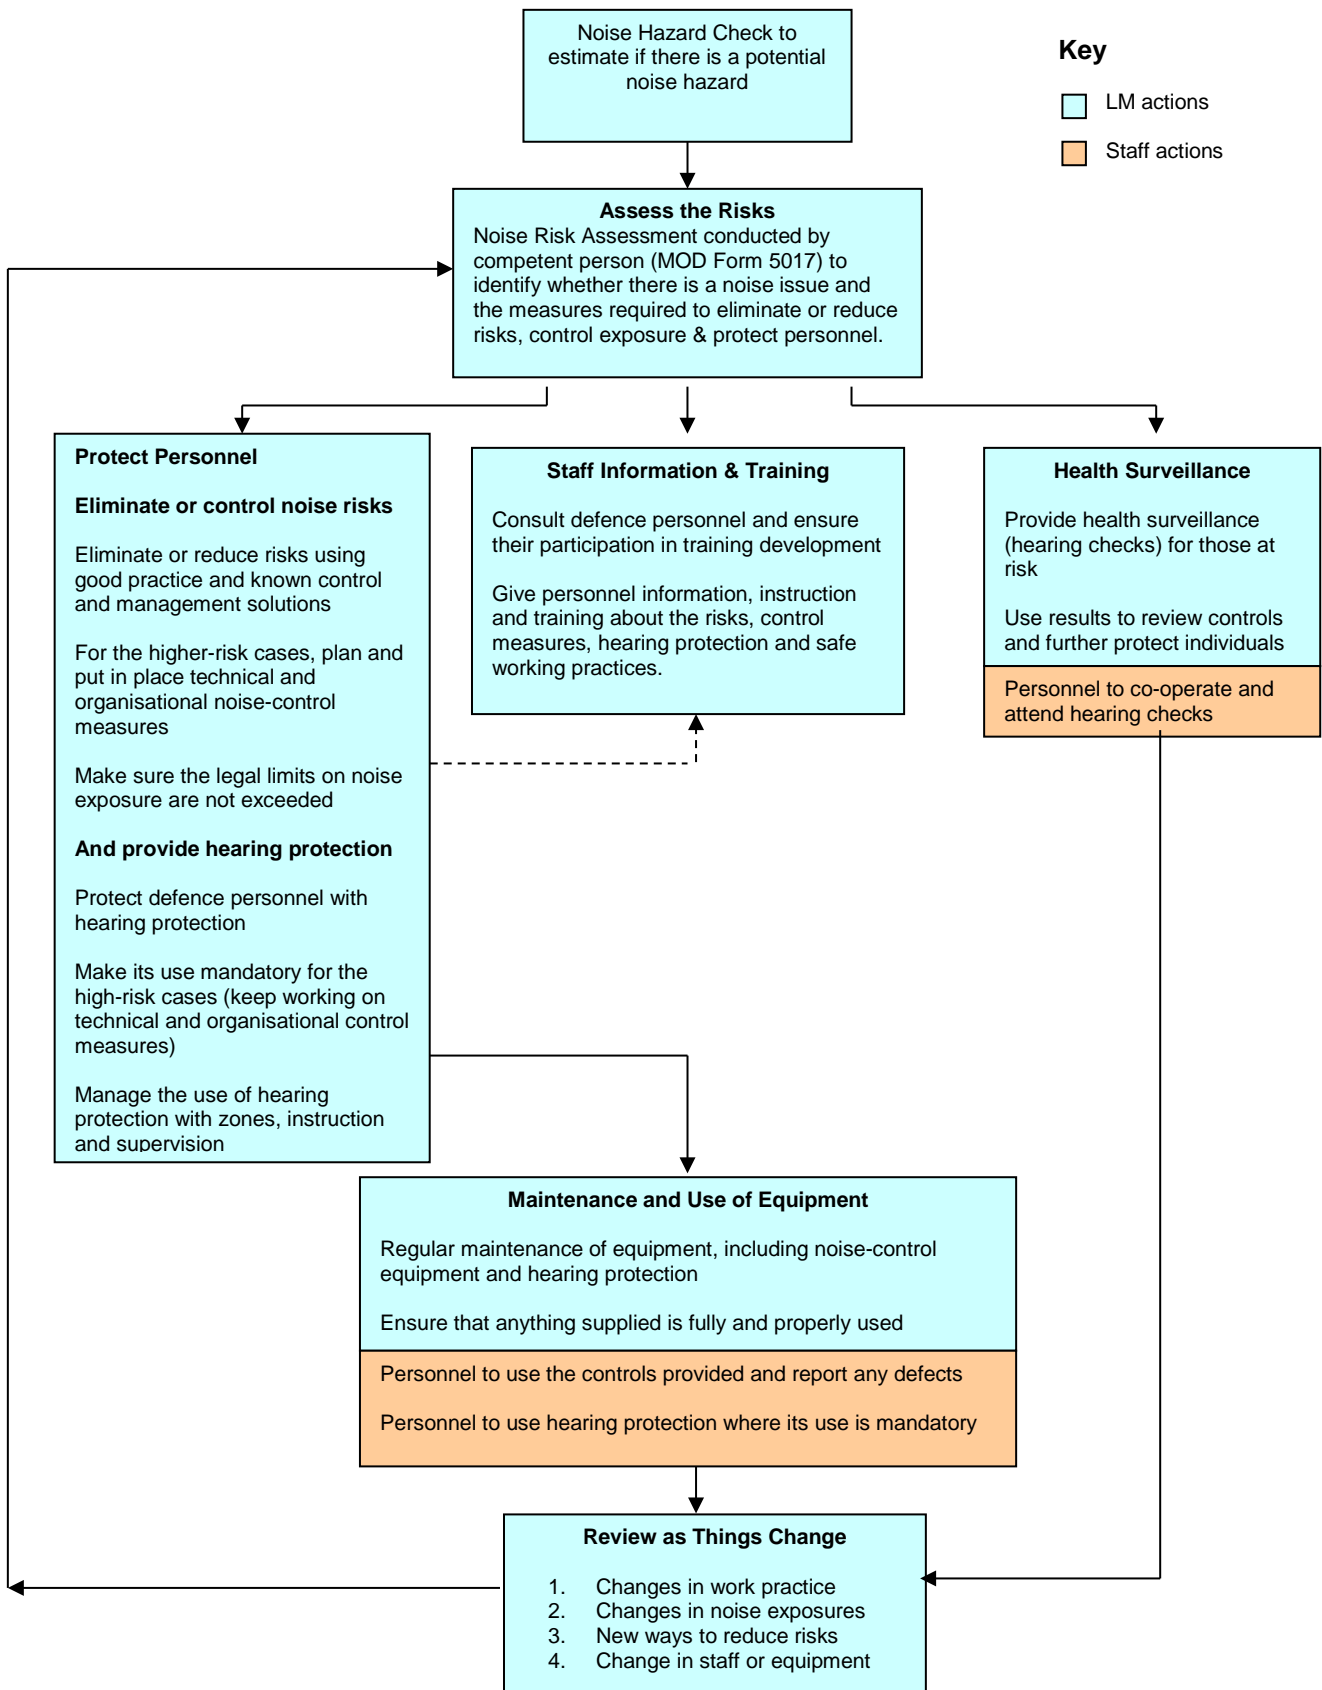 Noise Hazard Check to
estimate if there is a potential
noise hazard
Key
LM actions
Staff actions
Assess the Risks
Noise Risk Assessment conducted by
competent person (MOD Form 5017) to
identify whether there is a noise issue and
the measures required to eliminate or reduce
risks, control exposure & protect personnel.
Protect Personnel
Eliminate or control noise risks
Eliminate or reduce risks using
good practice and known control
and management solutions
For the higher-risk cases, plan and
put in place technical and
organisational noise-control
measures
Make sure the legal limits on noise
exposure are not exceeded
And provide hearing protection
Protect defence personnel with
hearing protection
Make its use mandatory for the
high-risk cases (keep working on
technical and organisational control
measures)
Manage the use of hearing
protection with zones, instruction
and supervision
Staff Information & Training
Consult defence personnel and ensure
their participation in training development
Give personnel information, instruction
and training about the risks, control
measures, hearing protection and safe
working practices.
Health Surveillance
Provide health surveillance
(hearing checks) for those at
risk
Use results to review controls
and further protect individuals
Personnel to co-operate and
attend hearing checks
Maintenance and Use of Equipment
Regular maintenance of equipment, including noise-control
equipment and hearing protection
Ensure that anything supplied is fully and properly used
Personnel to use the controls provided and report any defects
Personnel to use hearing protection where its use is mandatory
Review as Things Change
1. Changes in work practice
2. Changes in noise exposures
3. New ways to reduce risks
4. Change in staff or equipment